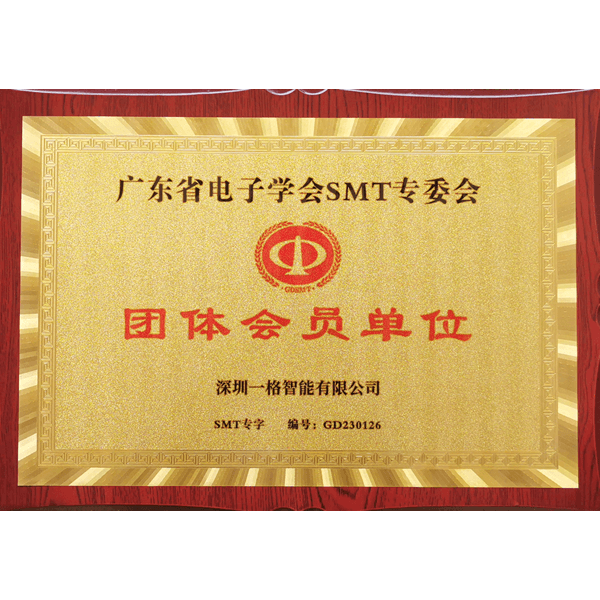 广东省电子学会SMT专委会
GDSMT
团体会员单位
深圳一格智能有限公司
SMT专字 编号：GD230126